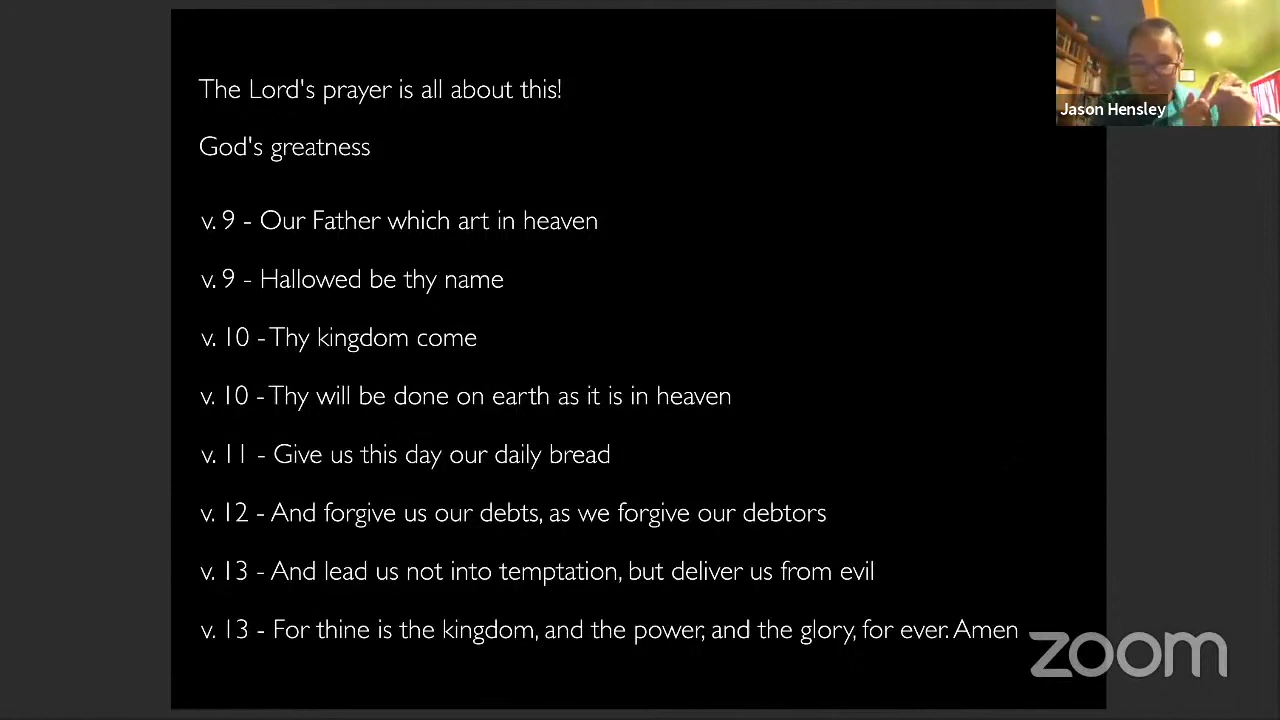 The Lord's prayer is all about this!
Jason Hensley
God's greatness
v. 9 - Our Father which art in heaven
v. 9 - Hallowed be thy name
v. 10 - Thy kingdom come
v. 10 - Thy will be done on earth as it is in heaven
v. 11 - Give us this day our daily bread
v. 12 - And forgive us our debts, as we forgive our debtors
v. 13 - And lead us not into temptation, but deliver us from evil
v. 13 - For thine is the kingdom, and the power, and the glory, for ever. Amen
zoom